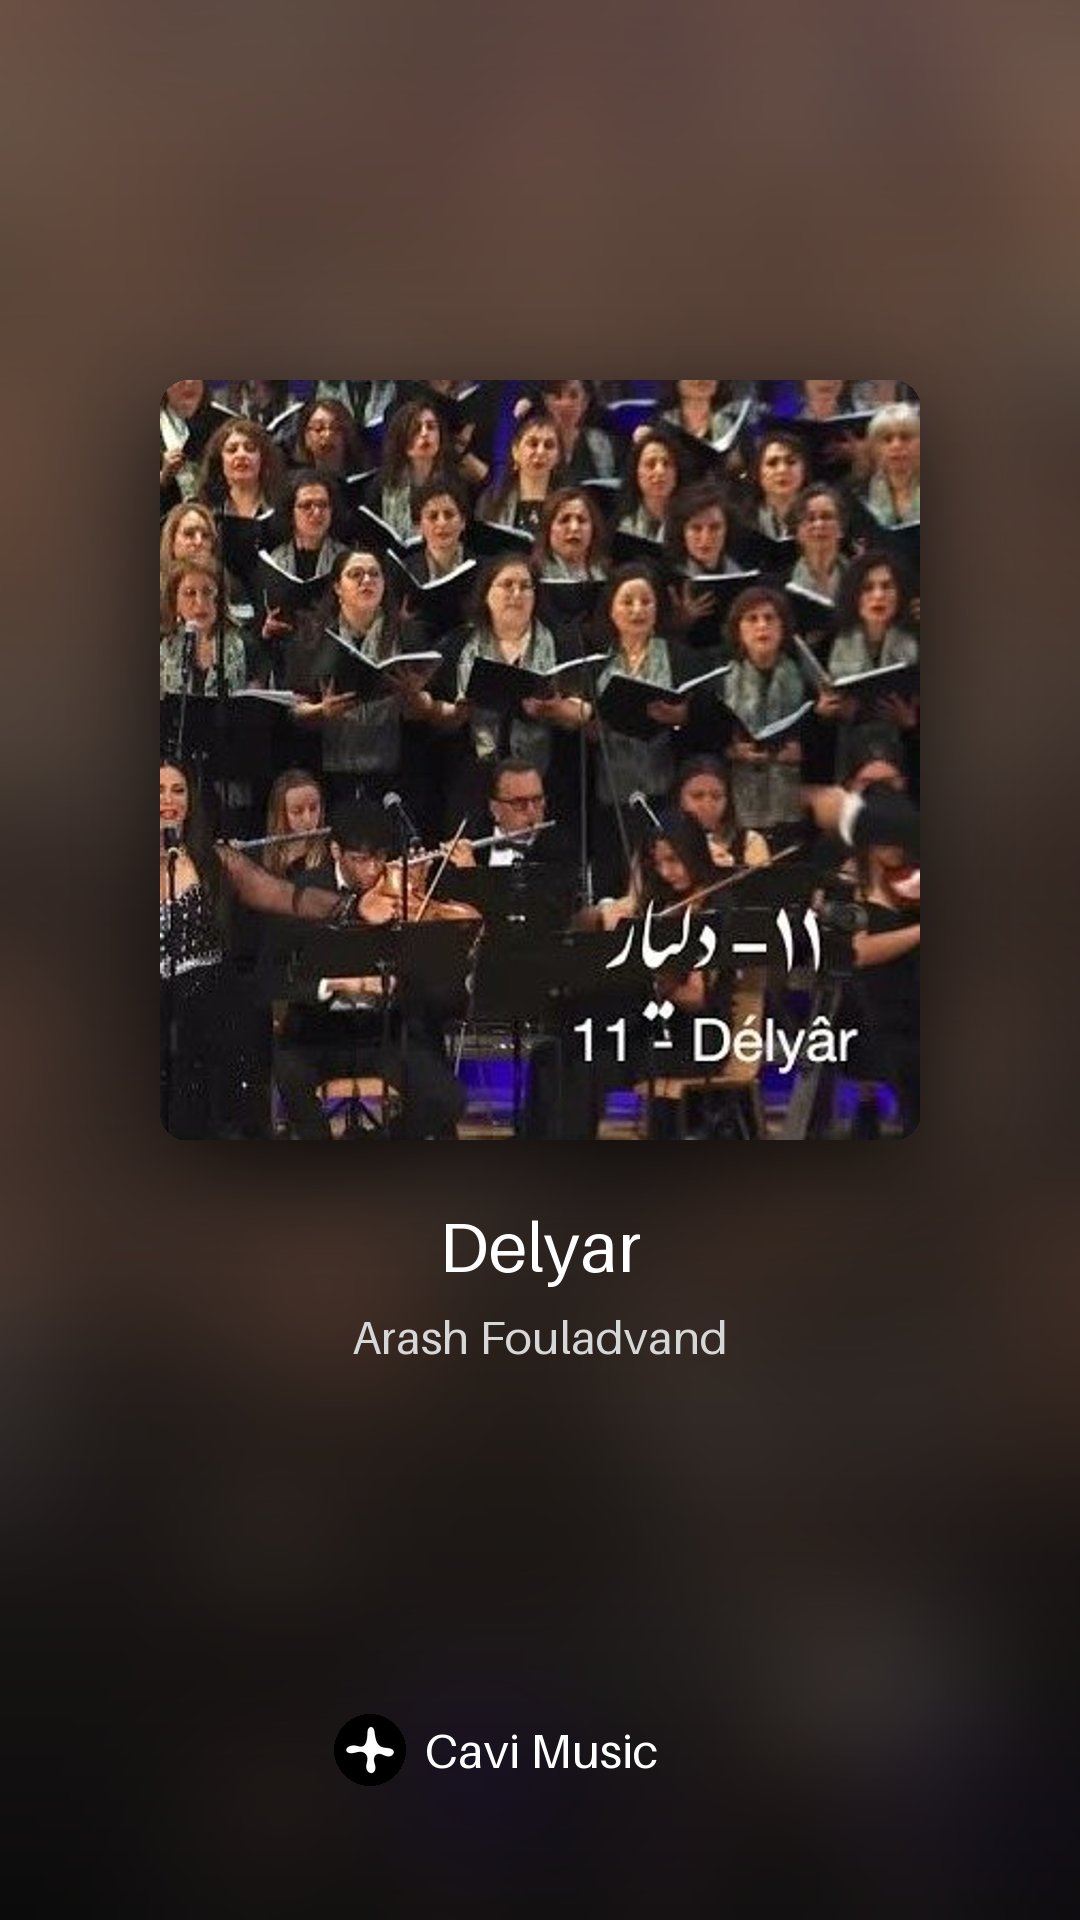 ۱۱- دلیار
11 - Délyâr
Delyar
Arash Fouladvand
Cavi Music